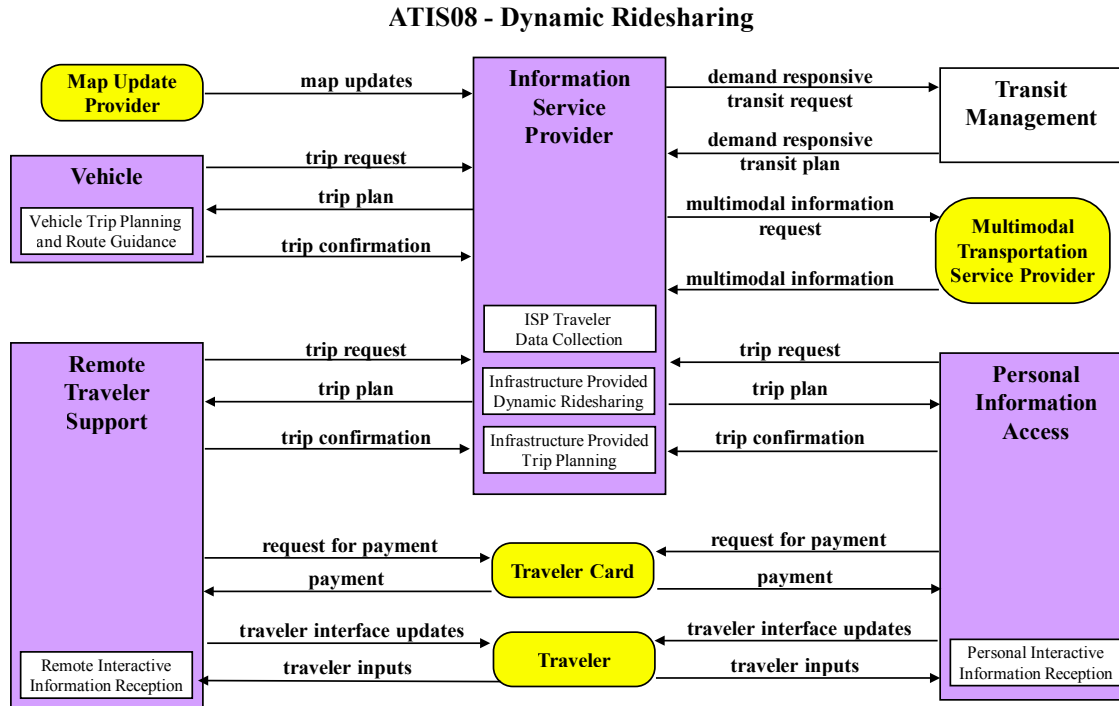 ATIS08 - Dynamic Ridesharing
Map Update
Provider
map updates
Information
Service
Provider
demand responsive
transit request
Transit
Management
demand responsive
transit plan
Vehicle
Vehicle Trip Planning
and Route Guidance
trip request
trip plan
trip confirmation
multimodal information
request
Multimodal
Transportation
Service Provider
multimodal information
ISP Traveler
Data Collection
Infrastructure Provided
Dynamic Ridesharing
Infrastructure Provided
Trip Planning
Remote
Traveler
Support
trip request
trip plan
trip confirmation
trip request
trip plan
trip confirmation
Personal
Information
Access
request for payment
payment
Traveler Card
request for payment
payment
traveler interface updates
traveler inputs
Traveler
traveler interface updates
traveler inputs
Remote Interactive
Information Reception
Personal Interactive
Information Reception